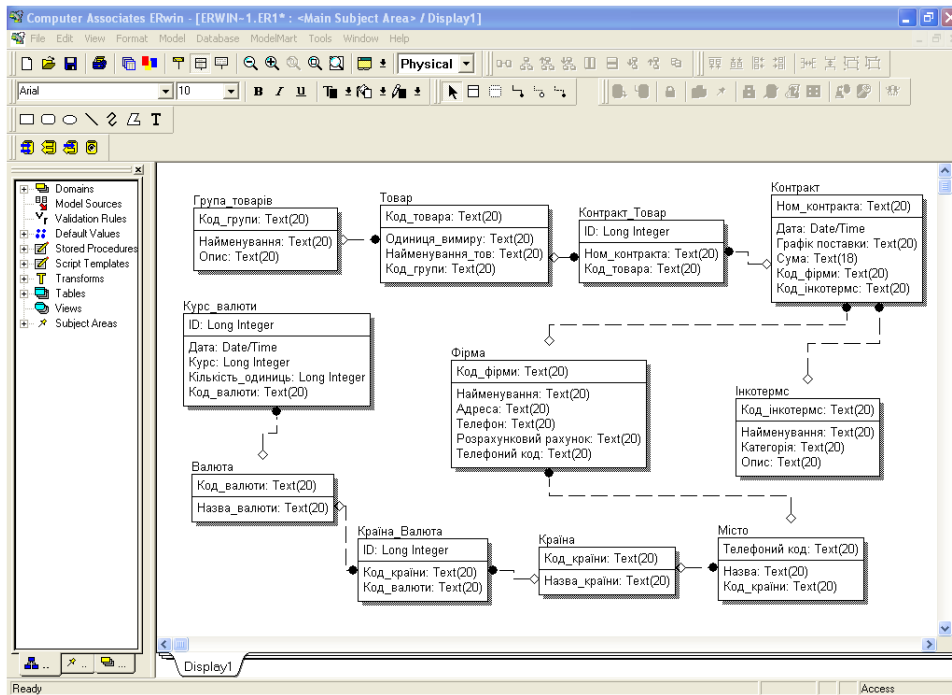 Computer Associates ERwin - [ERWIN-1.ER1* : <Main Subject Area> / Display1]
File Edit View Format Model Database ModelMart Tools Window Help
Physical
Arial 10 B I U
T
Domains
Model Sources
Validation Rules
Default Values
Stored Procedures
Script Templates
Transforms
Tables
Views
Subject Areas
Група_товарів
Код_групи: Text(20)
Найменування: Text(20)
Опис: Text(20)
Товар
Код_товара: Text(20)
Одиниця_вимиру: Text(20)
Найменування_тов: Text(20)
Код_групи: Text(20)
Контракт_Товар
ID: Long Integer
Ном_контракта: Text(20)
Код_товара: Text(20)
Контракт
Ном_контракта: Text(20)
Дата: Date/Time
Графік поставки: Text(20)
Сума: Text(18)
Код_фірми: Text(20)
Код_інкотермс: Text(20)
Курс_валюти
ID: Long Integer
Дата: Date/Time
Курс: Long Integer
Кількість_одиниць: Long Integer
Код_валюти: Text(20)
Фірма
Код_фірми: Text(20)
Найменування: Text(20)
Адреса: Text(20)
Телефон: Text(20)
Розрахунковий рахунок: Text(20)
Телефоний код: Text(20)
Інкотермс
Код_інкотермс: Text(20)
Найменування: Text(20)
Категорія: Text(20)
Опис: Text(20)
Валюта
Код_валюти: Text(20)
Назва_валюти: Text(20)
Країна_Валюта
ID: Long Integer
Код_країни: Text(20)
Код_валюти: Text(20)
Країна
Код_країни: Text(20)
Назва_країни: Text(20)
Місто
Телефоний код: Text(20)
Назва: Text(20)
Код_країни: Text(20)
Display1
Ready
Access